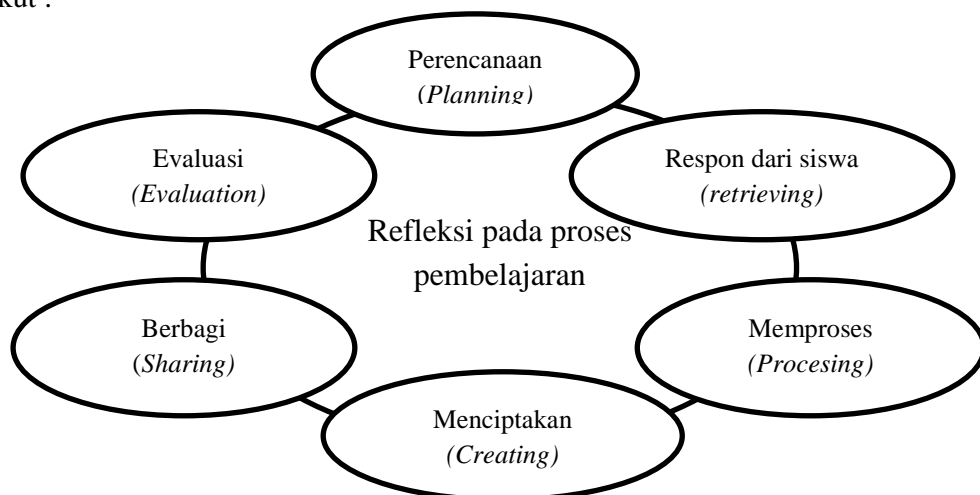 kut :
Perencanaan
(Planning)
Evaluasi
(Evaluation)
Respon dari siswa
(retrieving)
Refleksi pada proses
pembelajaran
Berbagi
(Sharing)
Memproses
(Procesing)
Menciptakan
(Creating)